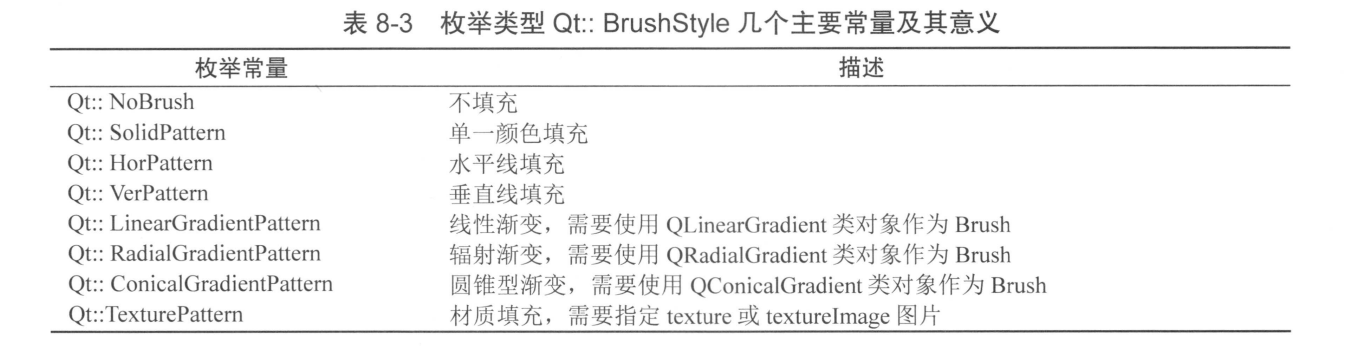 表 8-3 枚举类型 Qt:: BrushStyle 几个主要常量及其意义
枚举常量 描述
Qt:: NoBrush 不填充
Qt:: SolidPattern 单一颜色填充
Qt:: HorPattern 水平线填充
Qt:: VerPattern 垂直线填充
Qt:: LinearGradientPattern 线性渐变，需要使用 QLinearGradient 类对象作为 Brush
Qt:: RadialGradientPattern 辐射渐变，需要使用 QRadialGradient 类对象作为 Brush
Qt:: ConicalGradientPattern 圆锥型渐变，需要使用 QConicalGradient 类对象作为 Brush
Qt::TexturePattern 材质填充，需要指定 texture 或 textureImage 图片